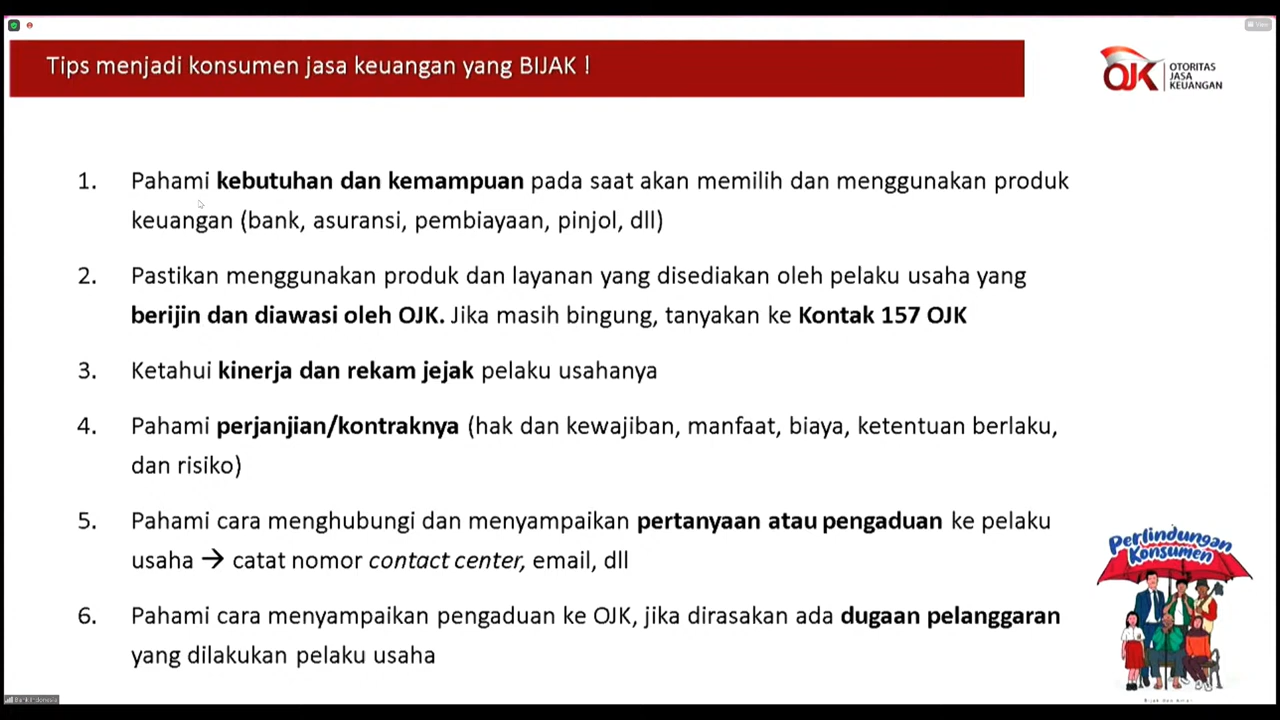 View
Tips menjadi konsumen jasa keuangan yang BIJAK !
OJK
OTORITAS
JASA
KEUANGAN
1. Pahami kebutuhan dan kemampuan pada saat akan memilih dan menggunakan produk
keuangan (bank, asuransi, pembiayaan, pinjol, dll)
2. Pastikan menggunakan produk dan layanan yang disediakan oleh pelaku usaha yang
berijin dan diawasi oleh OJK. Jika masih bingung, tanyakan ke Kontak 157 OJK
3. Ketahui kinerja dan rekam jejak pelaku usahanya
4. Pahami perjanjian/kontraknya (hak dan kewajiban, manfaat, biaya, ketentuan berlaku,
dan risiko)
5. Pahami cara menghubungi dan menyampaikan pertanyaan atau pengaduan ke pelaku
usaha → catat nomor contact center, email, dll
6. Pahami cara menyampaikan pengaduan ke OJK, jika dirasakan ada dugaan pelanggaran
yang dilakukan pelaku usaha
Perlindungan
Konsumen
Bank Indonesia